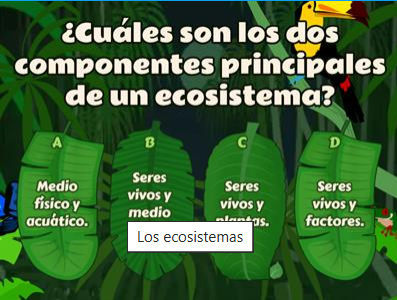 ¿Cuáles son los dos
componentes principales
de un ecosistema?
A
Medio
físico y
acuático.
B
Seres
vivos y
medio
C
Seres
vivos y
plantas.
D
Seres
vivos y
factores.
Los ecosistemas